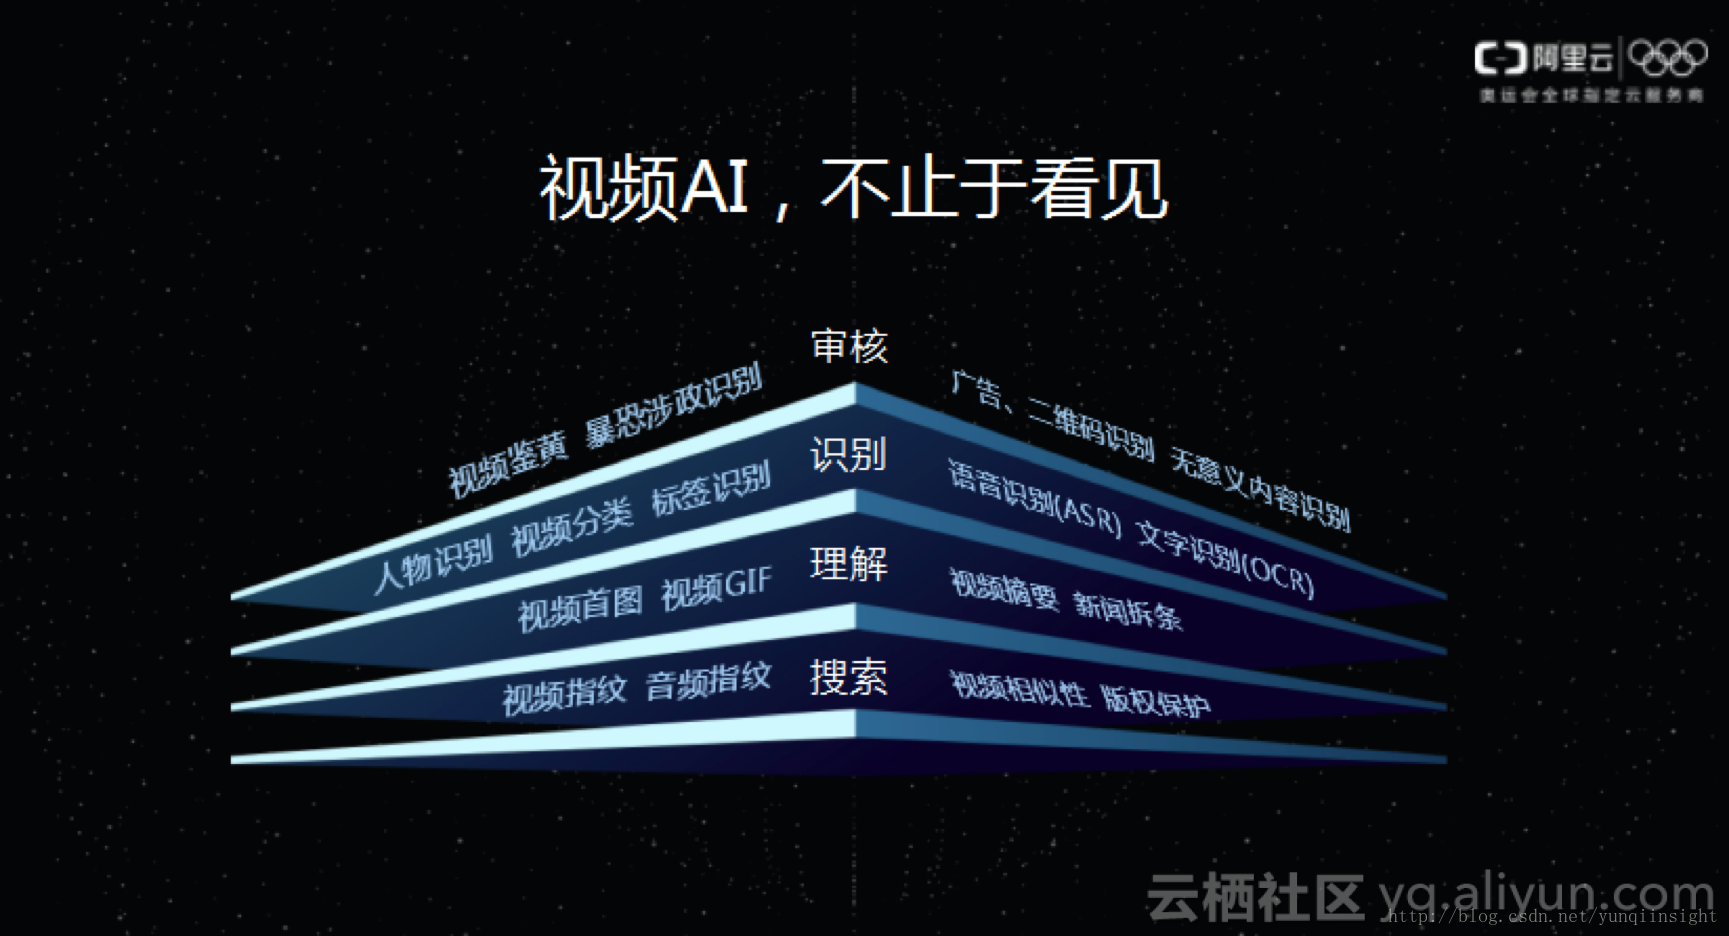 阿里云
奥运会全球指定云服务商
视频AI，不止于看见
审核
视频鉴黄 暴恐涉政识别
广告、二维码识别 无意义内容识别
识别
人物识别 视频分类 标签识别
语音识别(ASR) 文字识别(OCR)
理解
视频首图 视频GIF
视频摘要 新闻拆条
搜索
视频指纹 音频指纹
视频相似性 版权保护
云栖社区 yq.aliyun.com
http://blog.csdn.net/yunqiinsight